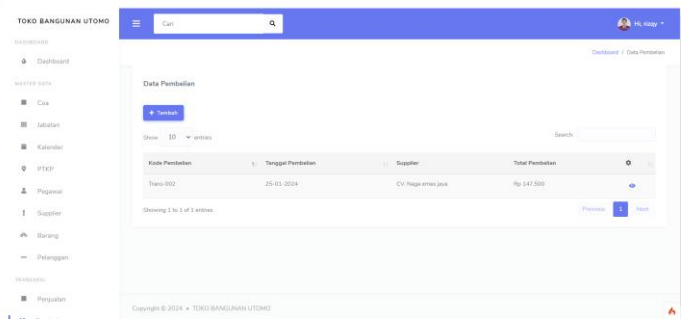 TOKO BANGUNAN UTOMO
Cari
Hi, rizqy
DASHBOARD
Dashboard
MASTER DATA
Coa
Jabatan
Kalender
PTKP
Pegawai
Supplier
Barang
Pelanggan
TRANSAKSI
Penjualan
Dashboard / Data Pembelian
Data Pembelian
+ Tambah
Show 10 entries
Search:
Kode Pembelian Tanggal Pembelian Supplier Total Pembelian
Trans-002 25-01-2024 CV. Naga emas jaya Rp 147.500
Showing 1 to 1 of 1 entries
Previous 1 Next
Copyright © 2024 • TOKO BANGUNAN UTOMO